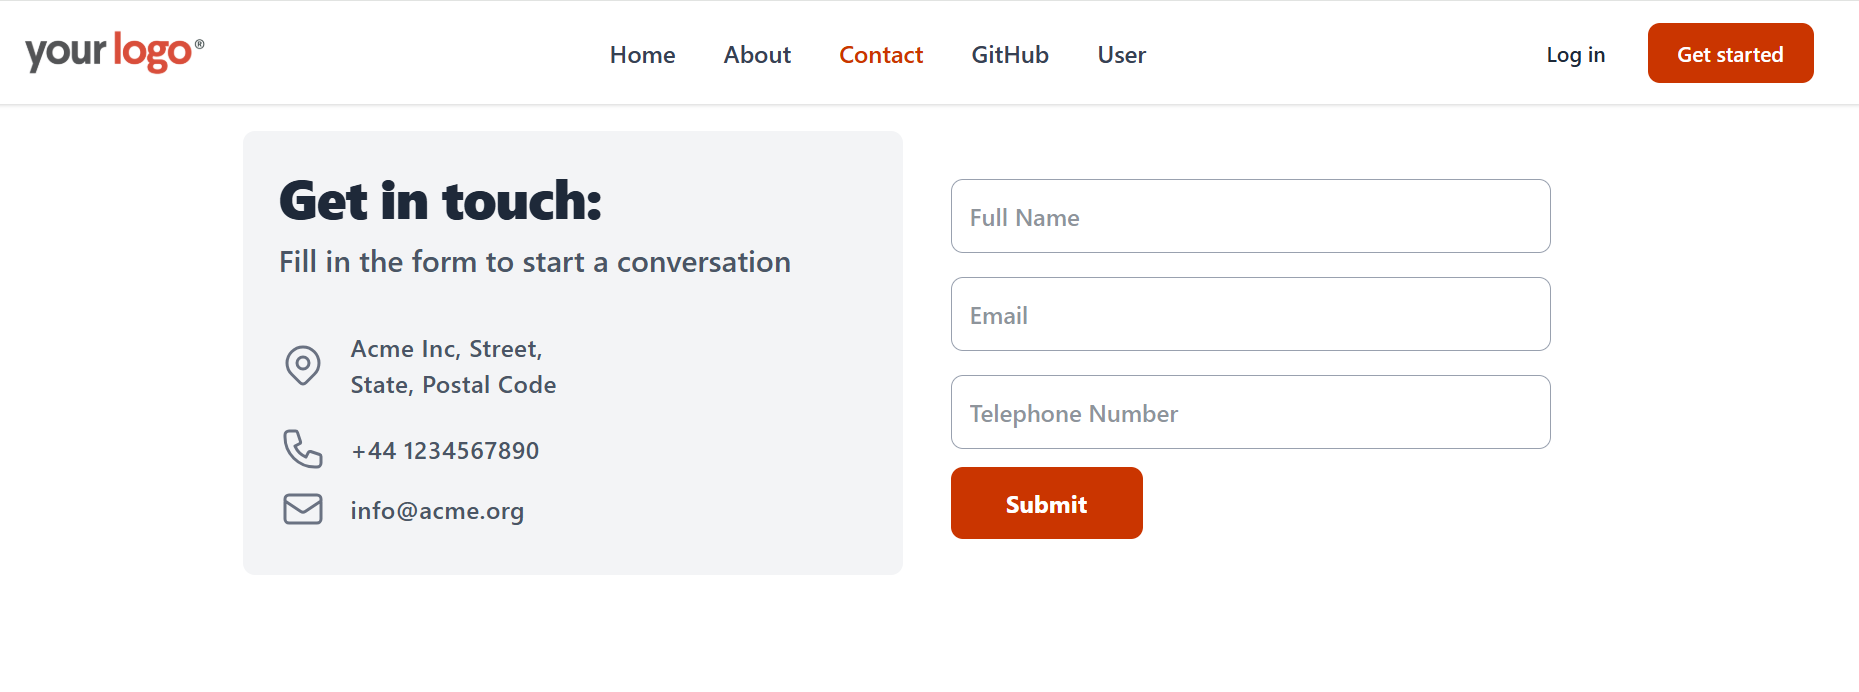 your logo®
Home About Contact GitHub User
Log in Get started
Get in touch:
Fill in the form to start a conversation
Acme Inc, Street,
State, Postal Code
+44 1234567890
info@acme.org
Full Name
Email
Telephone Number
Submit